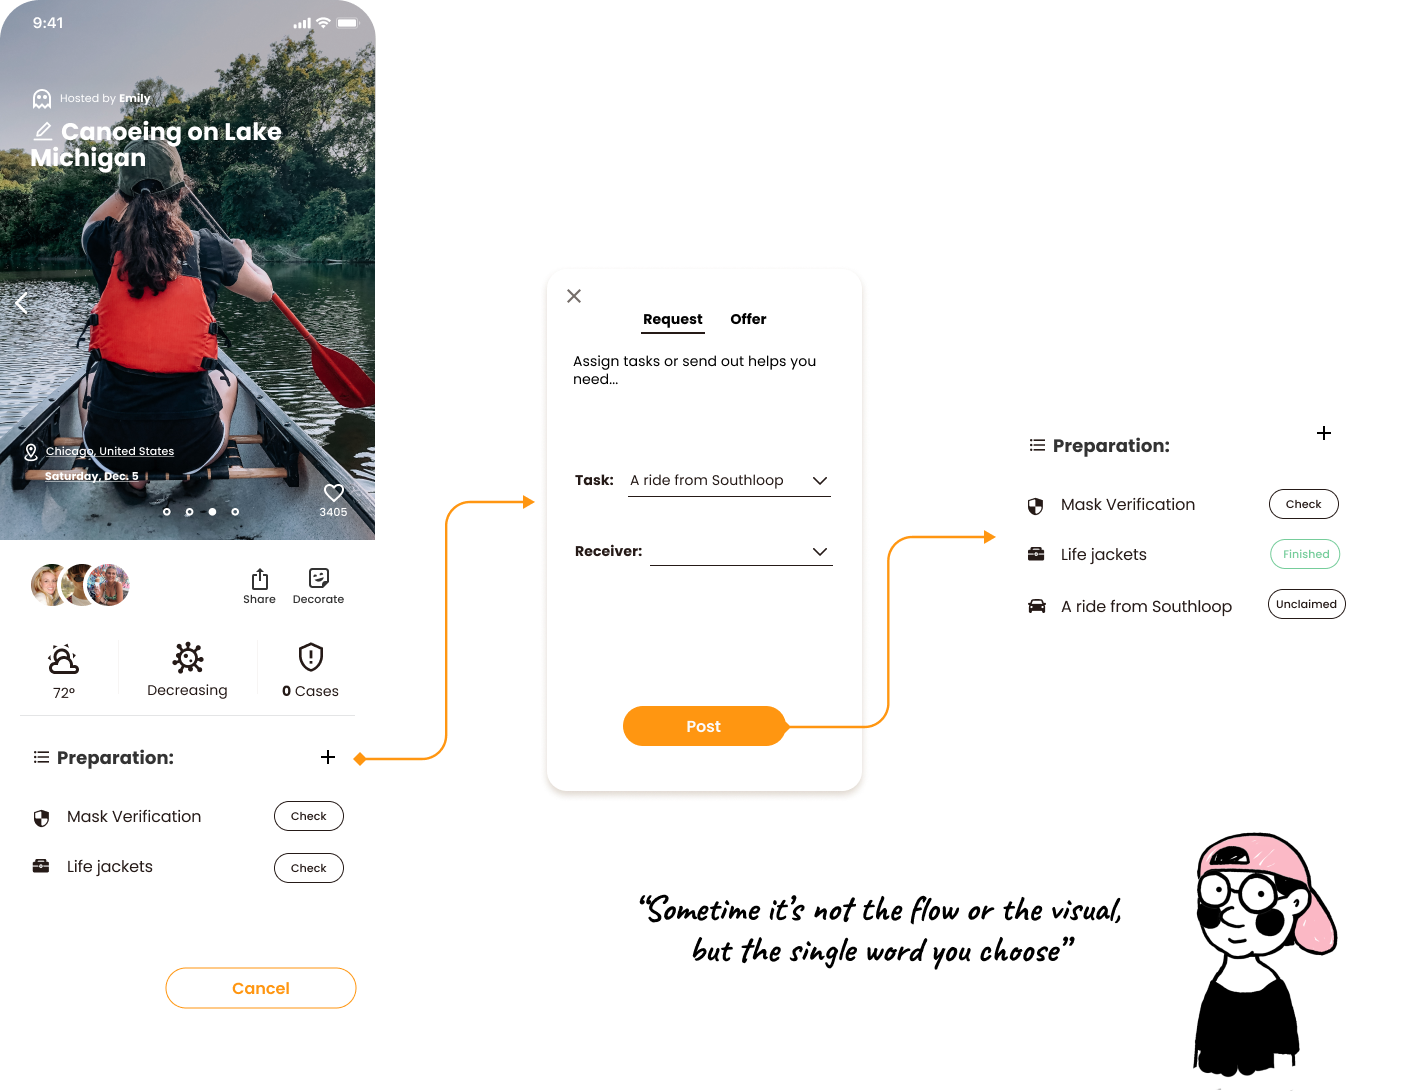 9:41
Hosted by Emily
Canoeing on Lake
Michigan
Chicago, United States
Saturday, Dec. 5
3405
Share
Decorate
72°
Decreasing
0 Cases
Preparation:
Mask Verification
Check
Life jackets
Check
Cancel
Request
Offer
Assign tasks or send out helps you
need...
Task:
A ride from Southloop
Receiver:
Post
Preparation:
Mask Verification
Check
Life jackets
Finished
A ride from Southloop
Unclaimed
“Sometime it’s not the flow or the visual,
but the single word you choose”